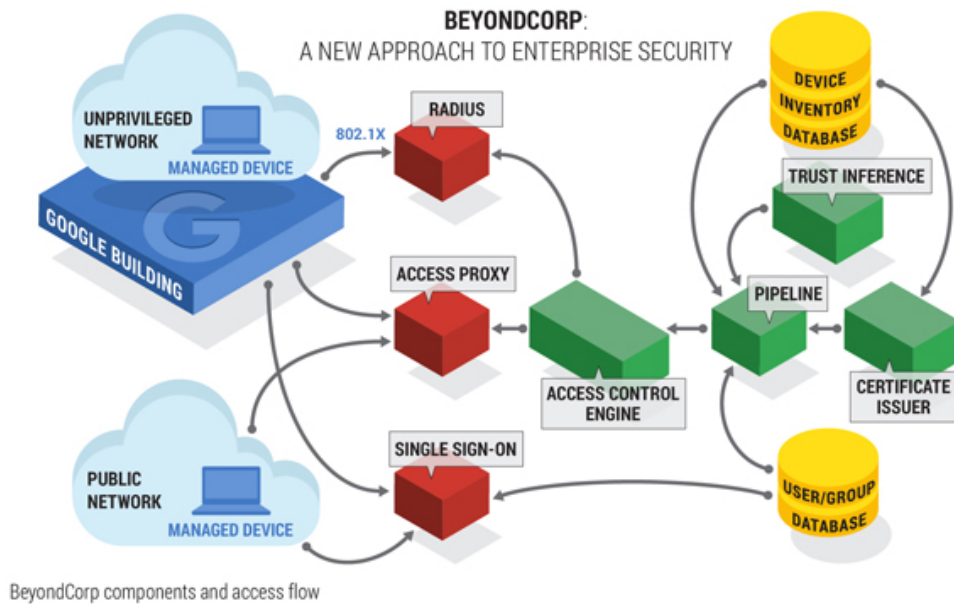 BEYONDCORP:
A NEW APPROACH TO ENTERPRISE SECURITY
UNPRIVILEGED
NETWORK
MANAGED DEVICE
802.1X
RADIUS
DEVICE
INVENTORY
DATABASE
TRUST INFERENCE
G
GOOGLE BUILDING
ACCESS PROXY
PIPELINE
ACCESS CONTROL
ENGINE
CERTIFICATE
ISSUER
PUBLIC
NETWORK
MANAGED DEVICE
SINGLE SIGN-ON
USER/GROUP
DATABASE
BeyondCorp components and access flow